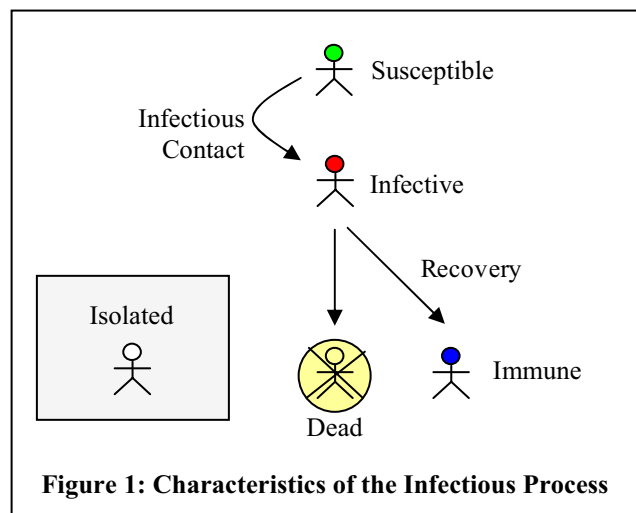 Susceptible
Infectious
Contact
Infective
Recovery
Isolated
Immune
Dead
Figure 1: Characteristics of the Infectious Process